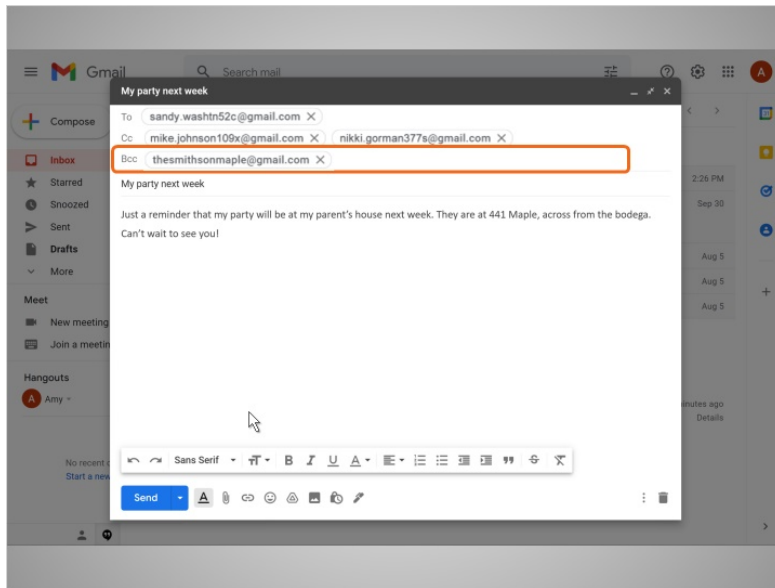 Gmail
Search mail
My party next week
To sandy.washtn52c@gmail.com
Cc mike.johnson109x@gmail.com nikki.gorman377s@gmail.com
Bcc thesmithsonmaple@gmail.com
My party next week
Just a reminder that my party will be at my parent's house next week. They are at 441 Maple, across from the bodega.
Can't wait to see you!
Sans Serif
Send
Compose
Inbox
Starred
Snoozed
Sent
Drafts
More
Meet
New meeting
Join a meetin
Hangouts
A Amy
No recent
Start a new
A
2:26 PM
Sep 30
Aug 5
Aug 5
Aug 5
minutes ago
Details